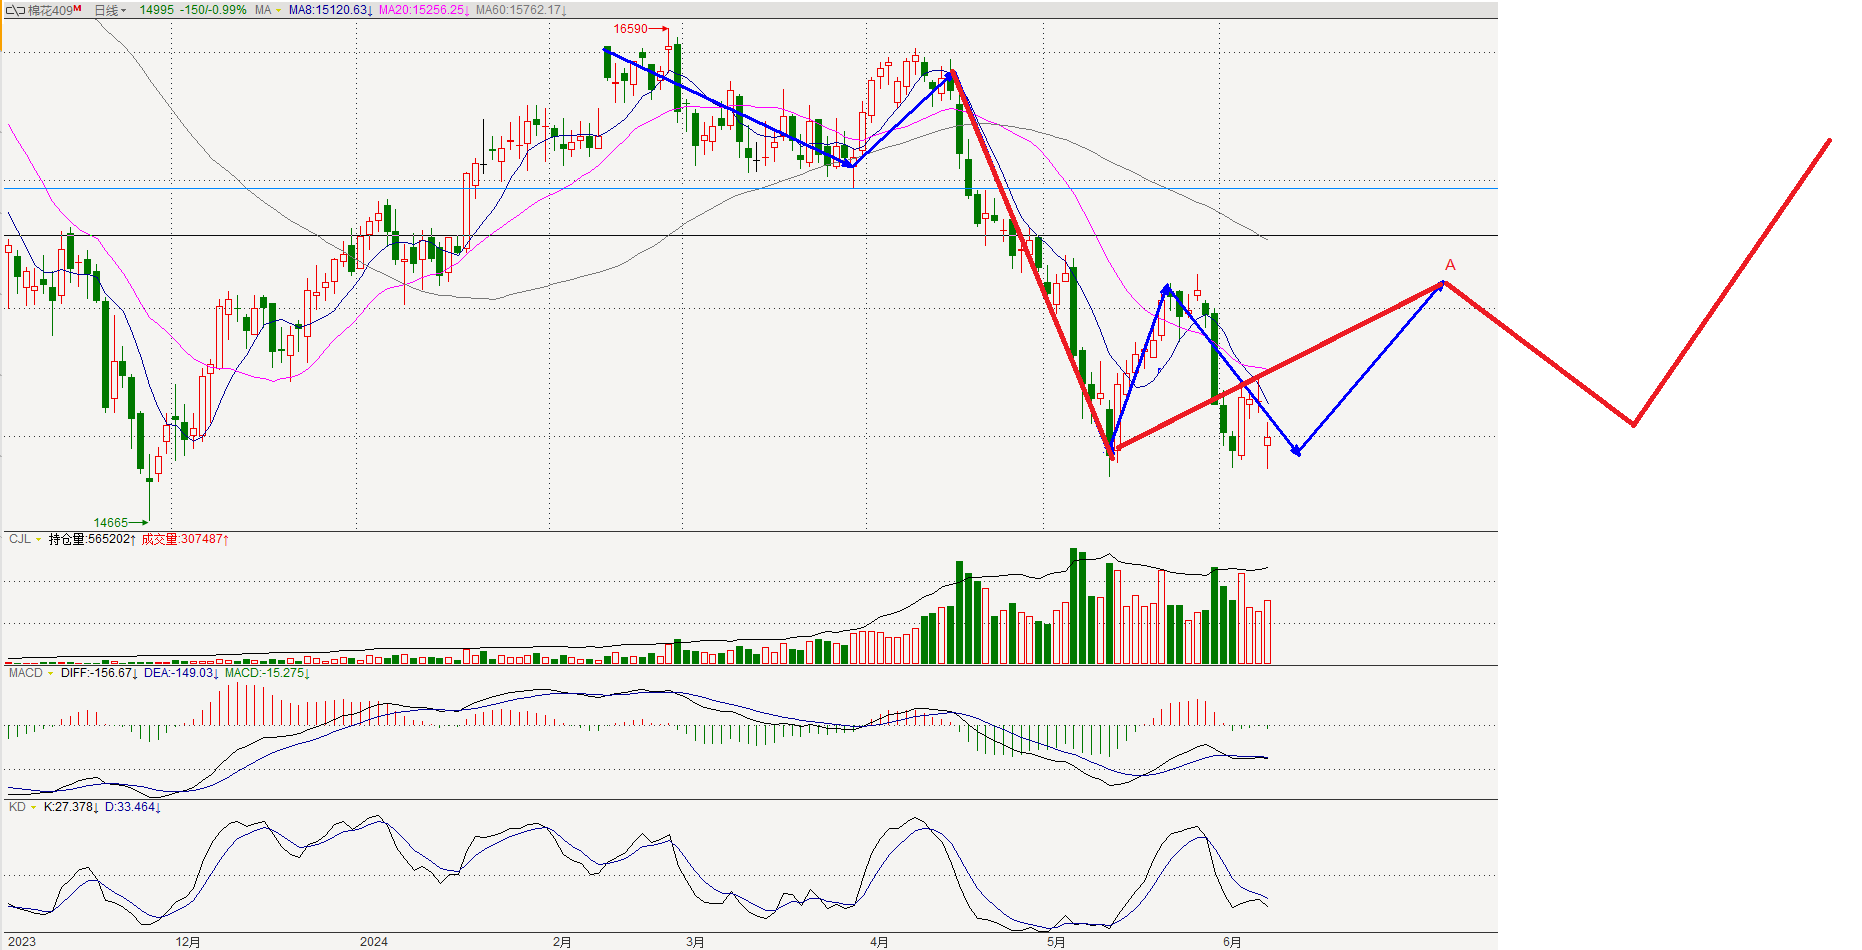 棉花409M 日线 14995 -150/-0.99% MA MA8:15120.63↓ MA20:15256.25↓ MA60:15762.17↓
16590
A
14665
CJL 持仓量:565202↑ 成交量:307487↑
MACD DIFF:-156.67↓ DEA:-149.03↓ MACD:-15.275↓
KD K:27.378↓ D:33.464↓
2023 12月 2024 2月 3月 4月 5月 6月